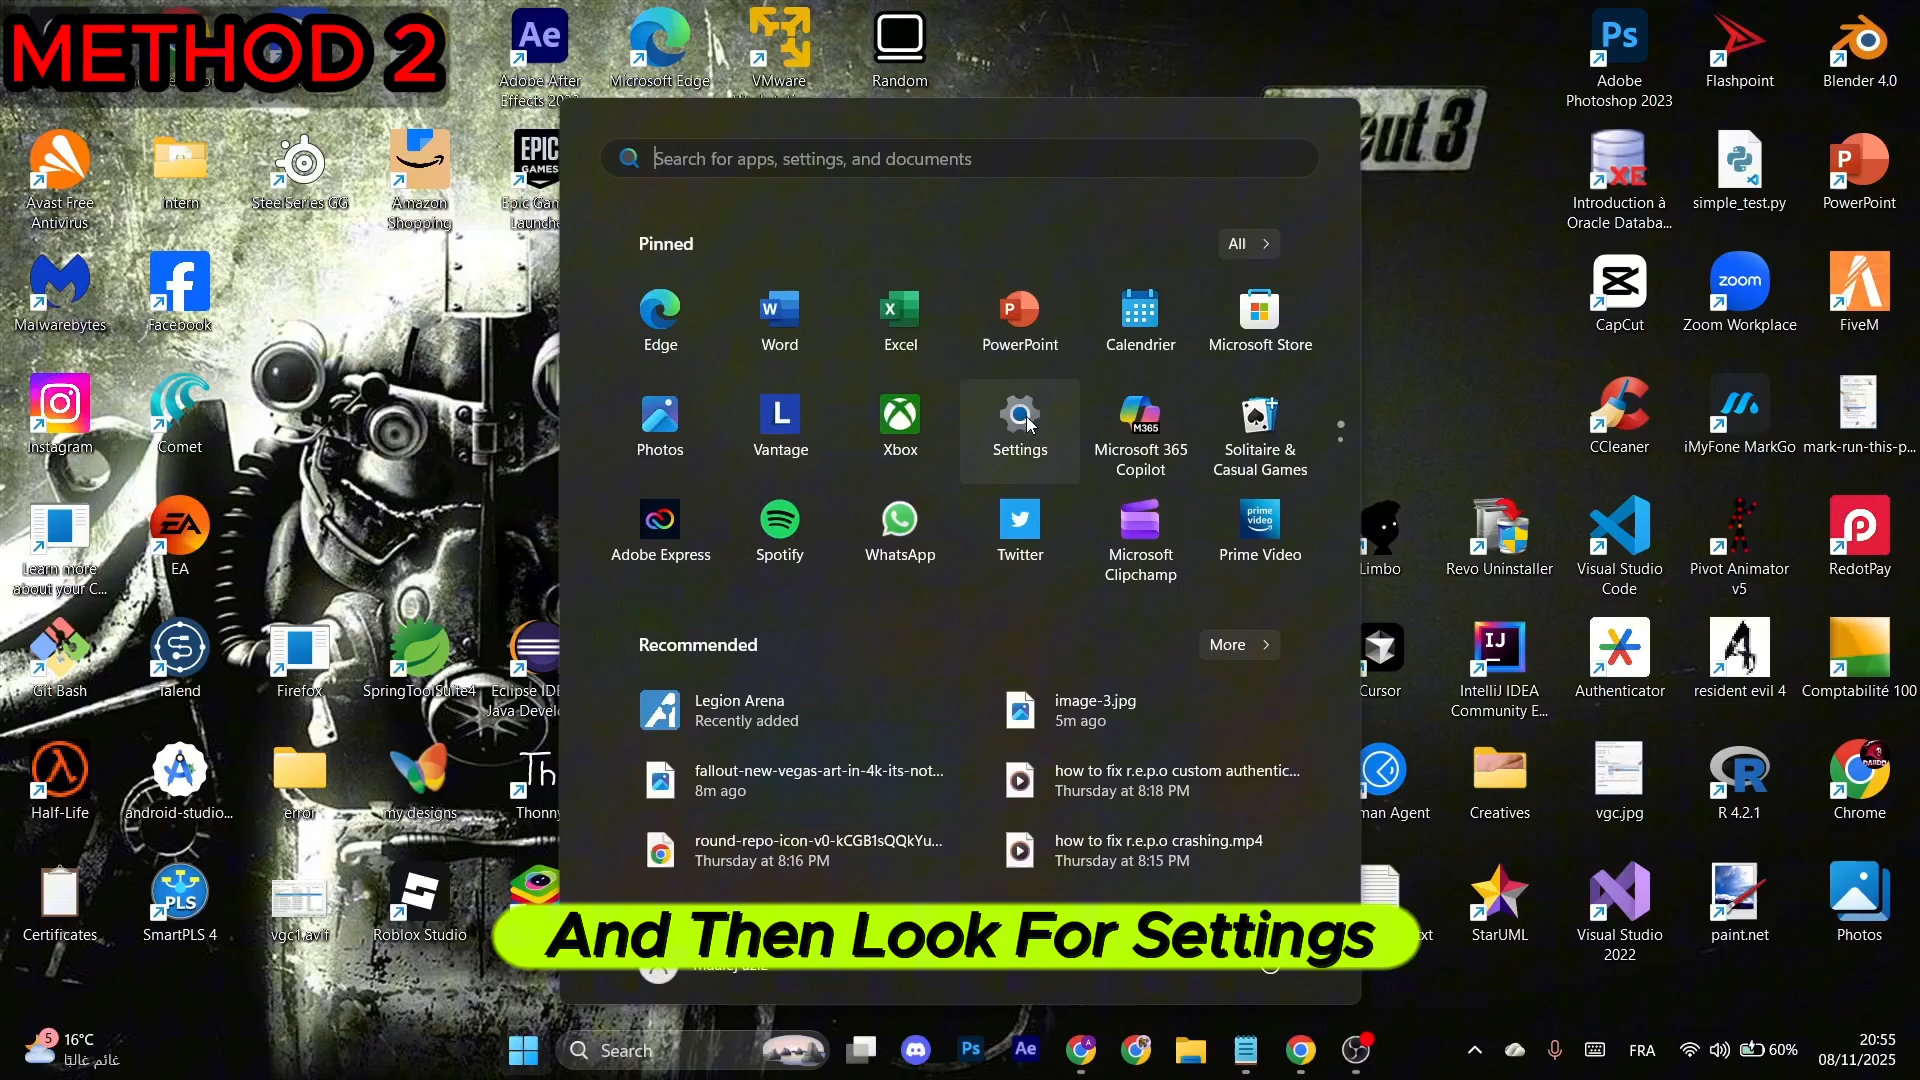 METHOD 2
Adobe After
Effects 202
Microsoft Edge
VMware
Random
Adobe
Photoshop 2023
Flashpoint
Blender 4.0
Search for apps, settings, and documents
Avast Free
Antivirus
intern
SteelSeries GG
Amazon
Shopping
Introduction à
Oracle Databa...
simple_test.py
PowerPoint
Pinned
All
Malwarebytes
Facebook
Edge
Word
Excel
PowerPoint
Calendrier
Microsoft Store
CapCut
Zoom Workplace
FiveM
Instagram
Comet
Photos
Vantage
Xbox
Settings
Microsoft 365
Copilot
Solitaire &
Casual Games
CCleaner
iMyFone MarkGo
mark-run-this-p...
Learn more
about your C...
EA
Adobe Express
Spotify
WhatsApp
Twitter
Microsoft
Clipchamp
Prime Video
Limbo
Revo Uninstaller
Visual Studio
Code
Pivot Animator
v5
RedotPay
Recommended
More
Git Bash
Talend
Firefox
SpringToolSuite4
Eclipse IDE
Java Devel
Cursor
IntelliJ IDEA
Community E...
Authenticator
resident evil 4
Comptabilité 100
Legion Arena
Recently added
image-3.jpg
5m ago
fallout-new-vegas-art-in-4k-its-not...
8m ago
how to fix r.e.p.o custom authentic...
Thursday at 8:18 PM
Half-Life
android-studio...
error
my designs
Thonny
man Agent
Creatives
vgc.jpg
R 4.2.1
Chrome
round-repo-icon-v0-kCGB1sQQkYu...
Thursday at 8:16 PM
how to fix r.e.p.o crashing.mp4
Thursday at 8:15 PM
Certificates
SmartPLS 4
vgc1.avif
Roblox Studio
StarUML
Visual Studio
2022
paint.net
Photos
And Then Look For Settings
16°C
غائم غالبًا
Search
FRA
60%
20:55
08/11/2025